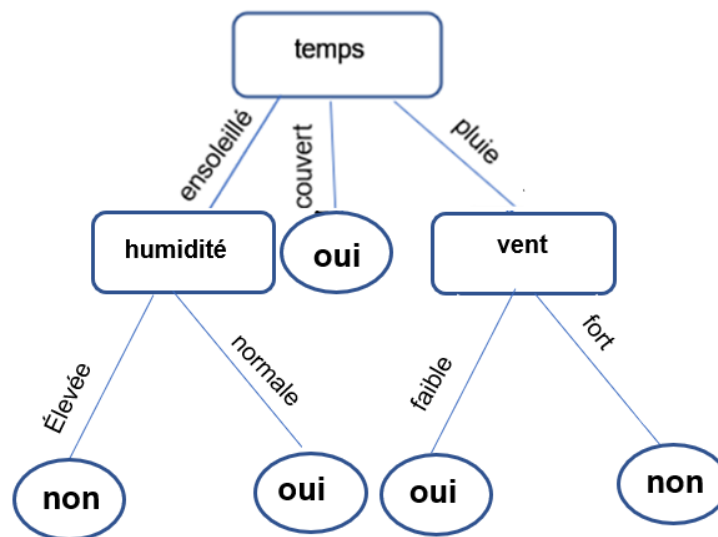 temps
ensoleillé
couvert
pluie
humidité
oui
vent
Élevée
normale
faible
fort
non
oui
oui
non